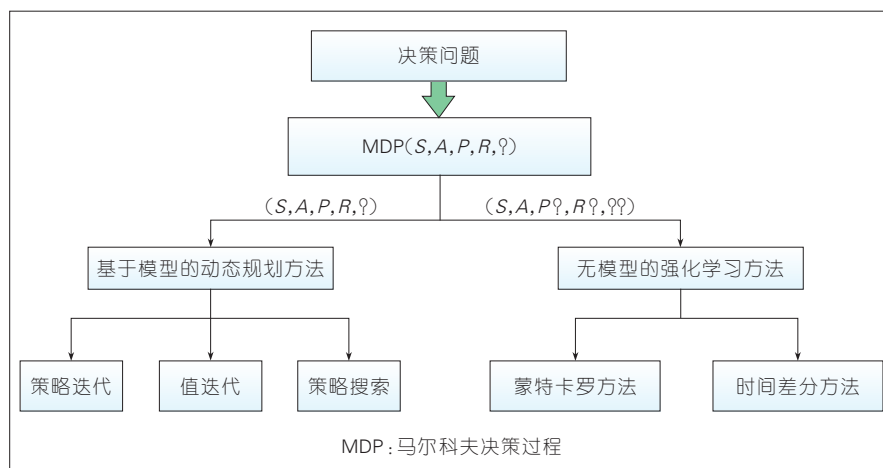 决策问题
MDP(S,A,P,R,?)
(S,A,P,R,?)
(S,A,P?,R?,??)
基于模型的动态规划方法
无模型的强化学习方法
策略迭代
值迭代
策略搜索
蒙特卡罗方法
时间差分方法
MDP:马尔科夫决策过程